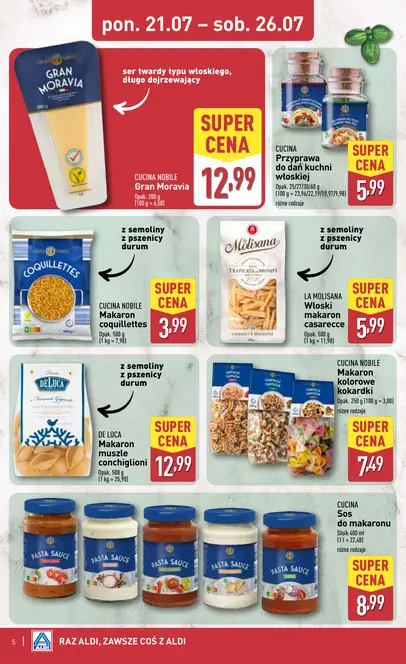 pon. 21.07 - sob. 26.07
GRAN
MORAVIA
ser twardy typu włoskiego,
długo dojrzewający
CUCINA NOBILE
Gran Moravia
Opak. 200 g
(100 g = 6,50)
SUPER
CENA
12,99
CUCINA
Przyprawa
do dań kuchni
włoskiej
Opak. 25/27/30/60 g
(100 g = 23,96/22,19/19,97/9,98)
różne rodzaje
SUPER
CENA
5,99
COQUILLETTES
z semoliny
z pszenicy
durum
CUCINA NOBILE
Makaron
coquillettes
Opak. 500 g
(1 kg = 7,98)
SUPER
CENA
3,99
La
Molisana
z semoliny
z pszenicy
durum
LA MOLISANA
Włoski
makaron
casarecce
Opak. 500 g
(1 kg = 11,98)
SUPER
CENA
5,99
DELUCA
z semoliny
z pszenicy
durum
DE LUCA
Makaron
muszle
conchiglioni
Opak. 500 g
(1 kg = 25,98)
SUPER
CENA
12,99
CUCINA NOBILE
Makaron
kolorowe
kokardki
Opak. 250 g (100 g = 3,00)
różne rodzaje
SUPER
CENA
7,49
PASTA SAUCE
PASTA SAUCE
PASTA SAUCE
PASTA SAUCE
PASTA SAUCE
CUCINA
Sos
do makaronu
Słoik 400 ml
(1 l = 22,48)
różne rodzaje
SUPER
CENA
8,99
5
ALDI
RAZ ALDI, ZAWSZE COŚ Z ALDI